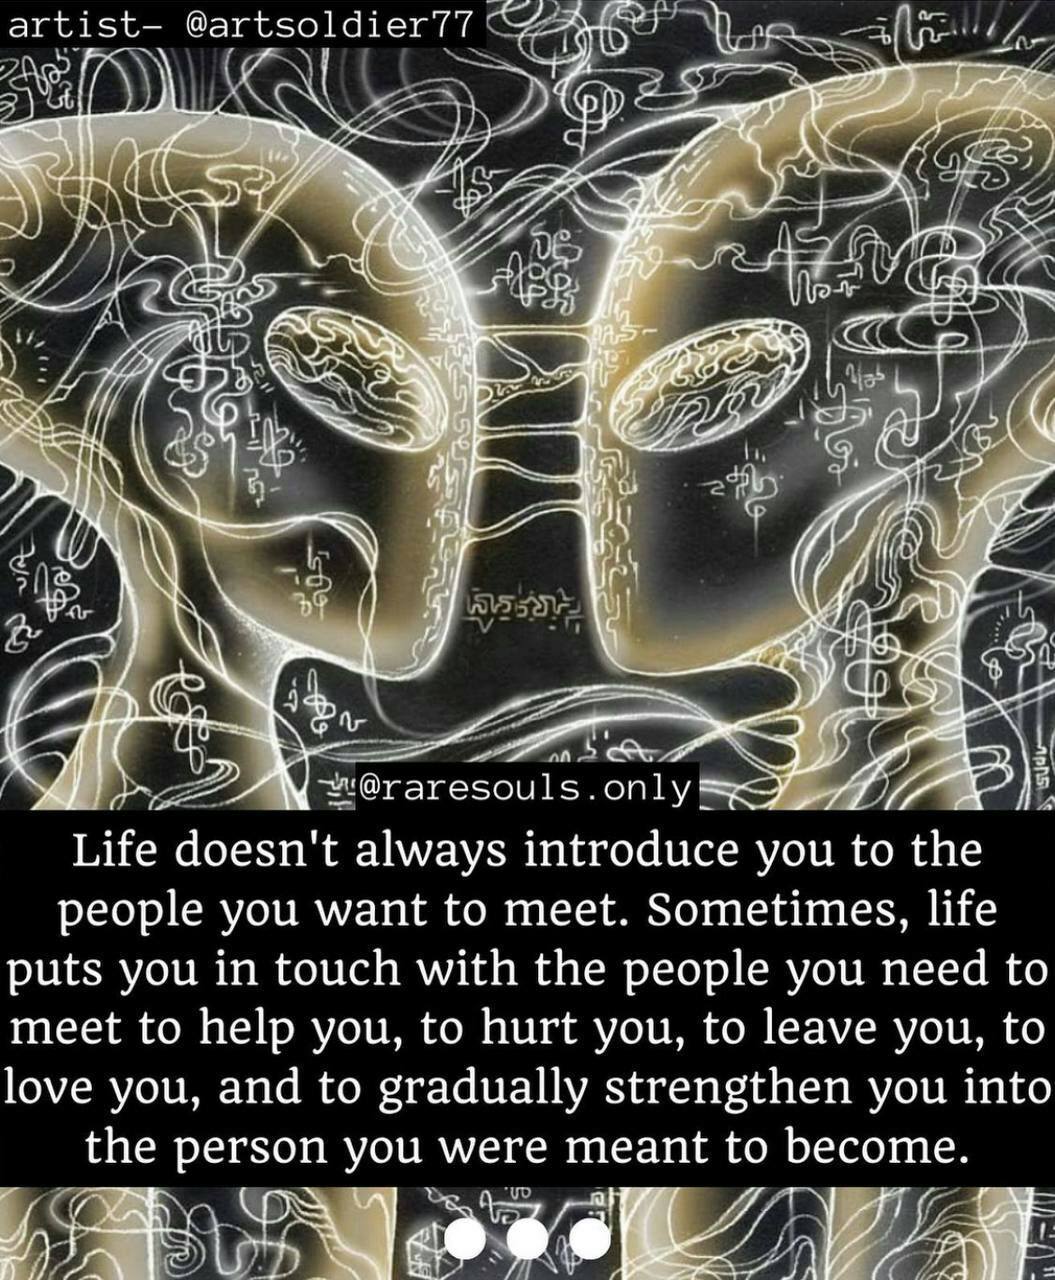 artist- @artsoldier77
@raresouls.only
Life doesn't always introduce you to the
people you want to meet. Sometimes, life
puts you in touch with the people you need to
meet to help you, to hurt you, to leave you, to
love you, and to gradually strengthen you into
the person you were meant to become.